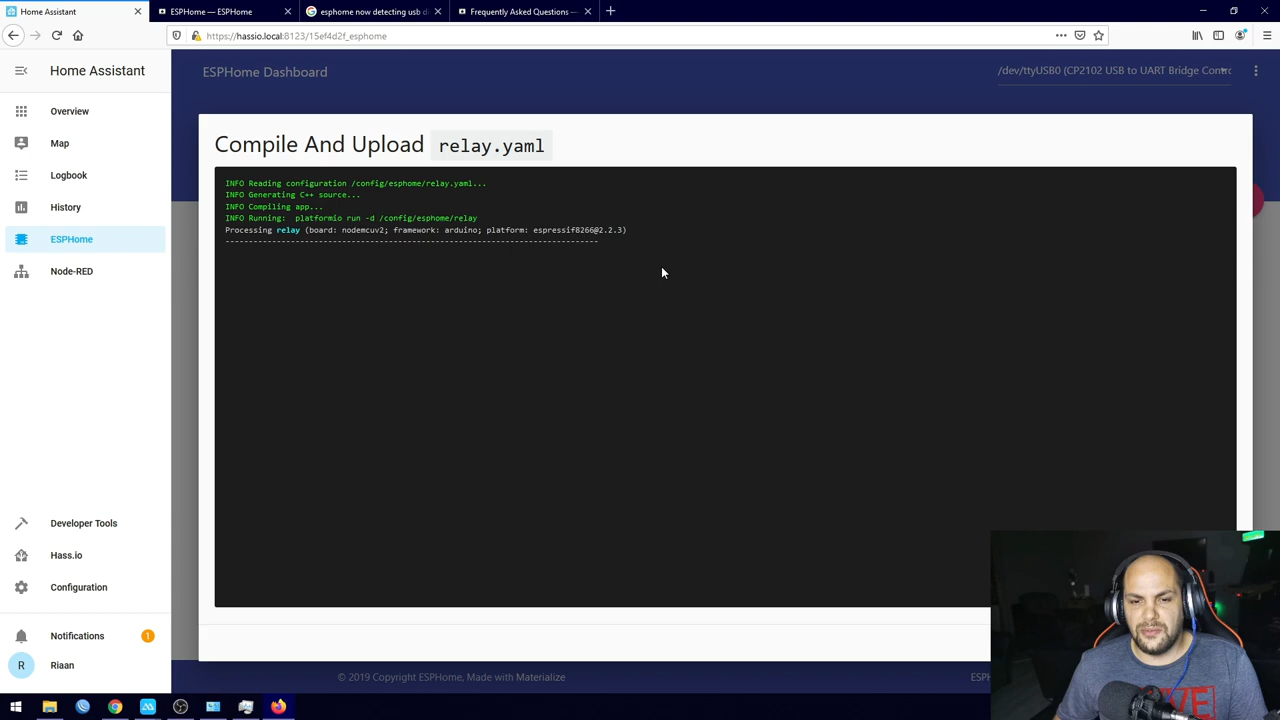 Home Assistant
ESPHome — ESPHome
esphome now detecting usb d
Frequently Asked Questions —
https://hassio.local:8123/15ef4d2f_esphome
Home Assistant
ESPHome Dashboard
/dev/ttyUSB0 (CP2102 USB to UART Bridge Contr
Overview
Map
Logbook
History
ESPHome
Node-RED
Developer Tools
Hass.io
Configuration
Notifications
1
R
Riaan
Compile And Upload relay.yaml
INFO Reading configuration /config/esphome/relay.yaml...
INFO Generating C++ source...
INFO Compiling app...
INFO Running:  platformio run -d /config/esphome/relay
Processing relay (board: nodemcuv2; framework: arduino; platform: espressif8266@2.2.3)
--------------------------------------------------------------------------------
© 2019 Copyright ESPHome, Made with Materialize
ESPH